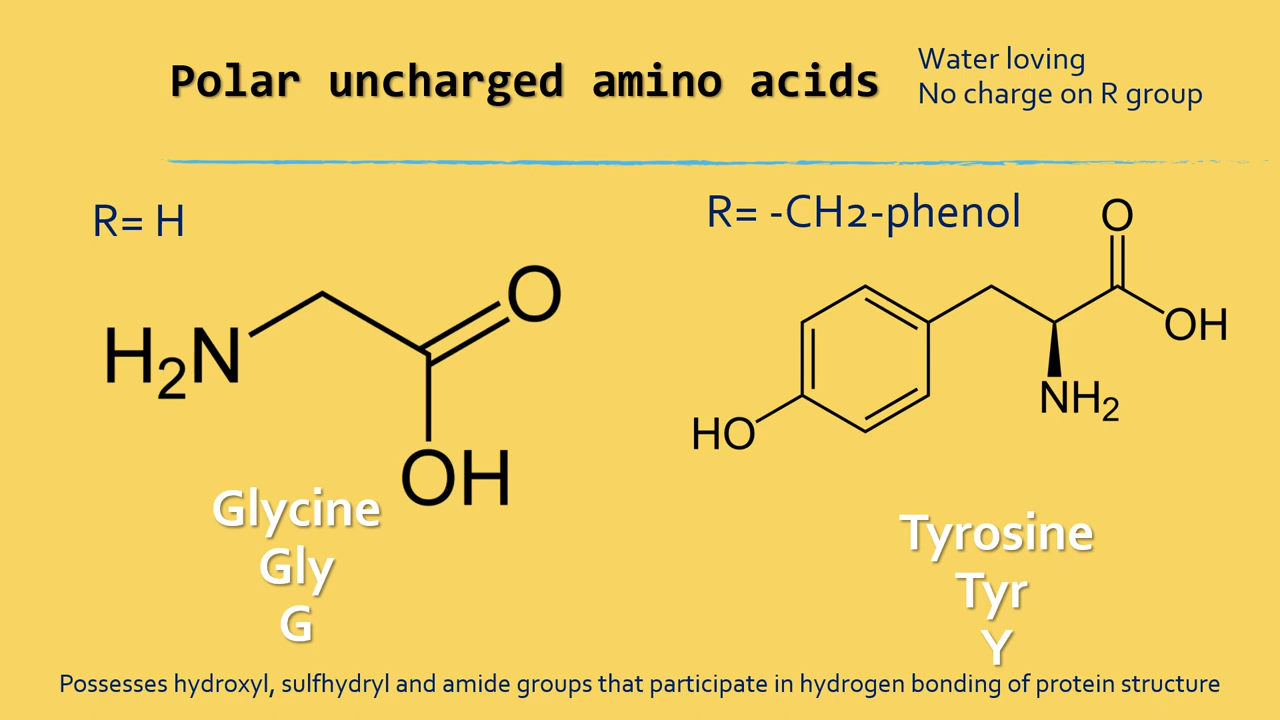 Polar uncharged amino acids
Water loving
No charge on R group
R= H
H₂N
O
OH
Glycine
Gly
G
R= -CH2-phenol
O
OH
NH₂
HO
Tyrosine
Tyr
Y
Possesses hydroxyl, sulfhydryl and amide groups that participate in hydrogen bonding of protein structure